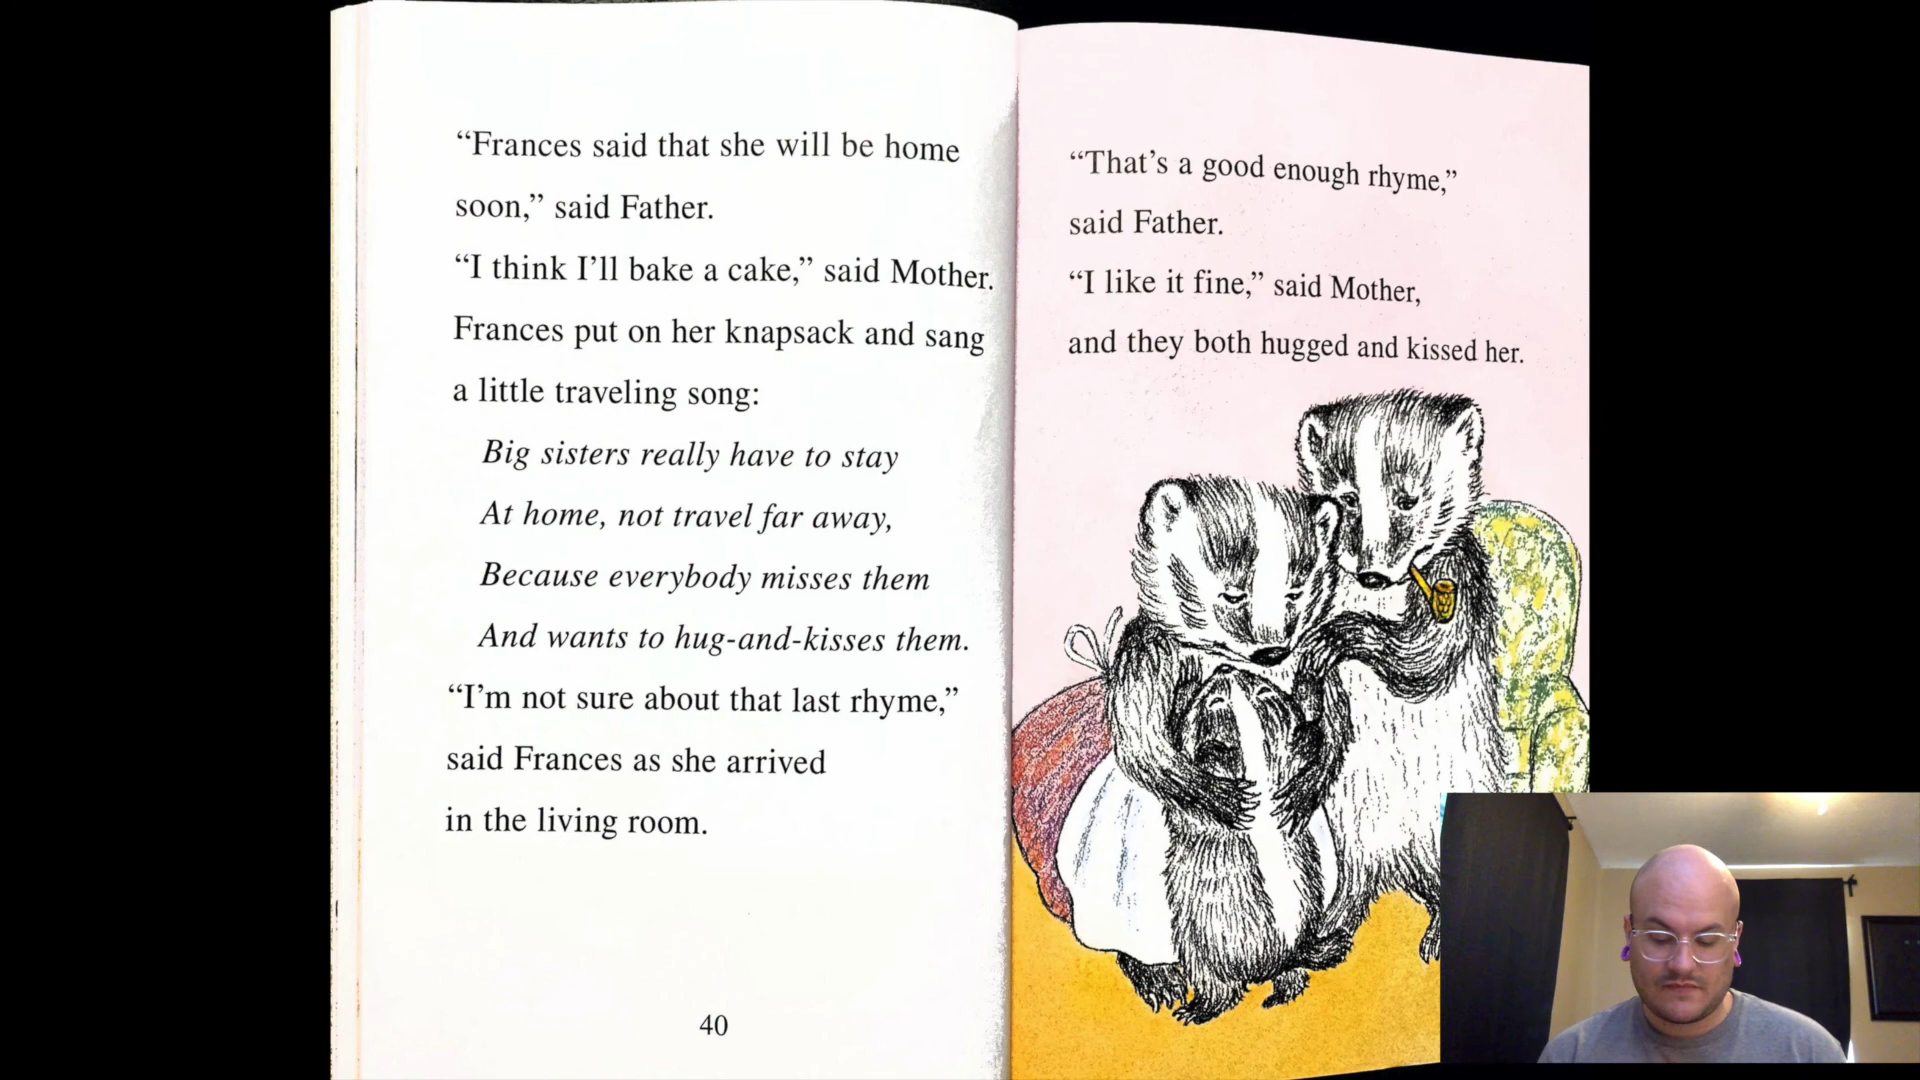 “Frances said that she will be home
soon,” said Father.
“I think I’ll bake a cake,” said Mother.
Frances put on her knapsack and sang
a little traveling song:
Big sisters really have to stay
At home, not travel far away,
Because everybody misses them
And wants to hug-and-kisses them.
“I’m not sure about that last rhyme,”
said Frances as she arrived
in the living room.
40
“That’s a good enough rhyme,”
said Father.
“I like it fine,” said Mother,
and they both hugged and kissed her.